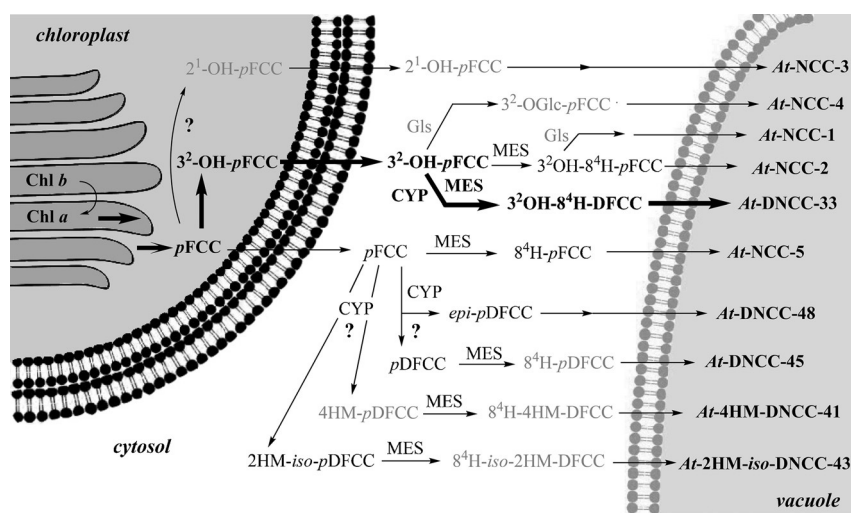 chloroplast
2¹-OH-pFCC 2¹-OH-pFCC At-NCC-3
3²-OGlc-pFCC At-NCC-4
? Gls Gls At-NCC-1
3²-OH-pFCC 3²-OH-pFCC MES 3²OH-8⁴H-pFCC At-NCC-2
Chl b
CYP MES 3²OH-8⁴H-DFCC At-DNCC-33
Chl a
pFCC pFCC MES 8⁴H-pFCC At-NCC-5
CYP CYP epi-pDFCC At-DNCC-48
? ?
pDFCC MES 8⁴H-pDFCC At-DNCC-45
4HM-pDFCC MES 8⁴H-4HM-DFCC At-4HM-DNCC-41
cytosol
2HM-iso-pDFCC MES 8⁴H-iso-2HM-DFCC At-2HM-iso-DNCC-43
vacuole